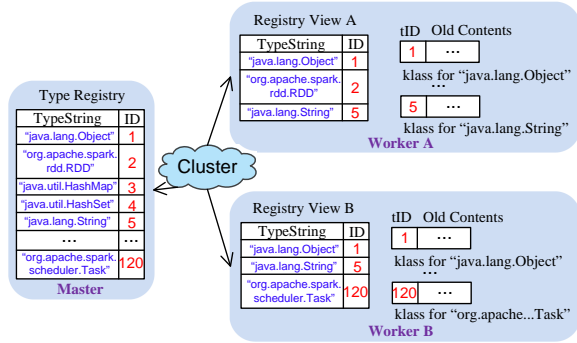 Type Registry
TypeString ID
"java.lang.Object" 1
"org.apache.spark.
rdd.RDD" 2
"java.util.HashMap" 3
"java.util.HashSet" 4
"java.lang.String" 5
... ...
"org.apache.spark.
scheduler.Task" 120
Master
Cluster
Registry View A
TypeString ID
"java.lang.Object" 1
"org.apache.spark.
rdd.RDD" 2
"java.lang.String" 5
tID Old Contents
1 ...
klass for "java.lang.Object"
...
5 ...
klass for "java.lang.String"
Worker A
Registry View B
TypeString ID
"java.lang.Object" 1
"java.lang.String" 5
"org.apache.spark.
scheduler.Task" 120
tID Old Contents
1 ...
klass for "java.lang.Object"
...
120 ...
klass for "org.apache...Task"
Worker B